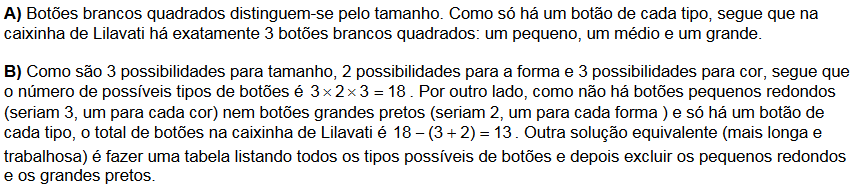 A) Botões brancos quadrados distinguem-se pelo tamanho. Como só há um botão de cada tipo, segue que na
caixinha de Lilavati há exatamente 3 botões brancos quadrados: um pequeno, um médio e um grande.
B) Como são 3 possibilidades para tamanho, 2 possibilidades para a forma e 3 possibilidades para cor, segue que
o número de possíveis tipos de botões é 3×2×3 = 18 . Por outro lado, como não há botões pequenos redondos
(seriam 3, um para cada cor) nem botões grandes pretos (seriam 2, um para cada forma ) e só há um botão de
cada tipo, o total de botões na caixinha de Lilavati é 18 − (3 + 2) = 13 . Outra solução equivalente (mais longa e
trabalhosa) é fazer uma tabela listando todos os tipos possíveis de botões e depois excluir os pequenos redondos
e os grandes pretos.